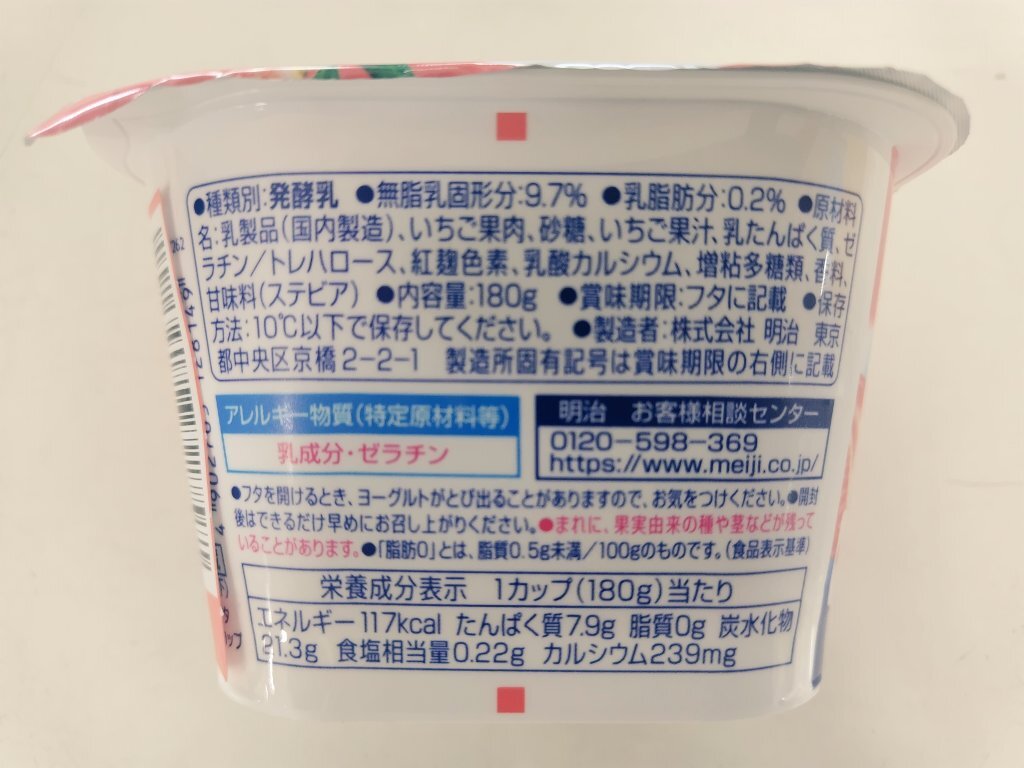 ●種類別:発酵乳 ●無脂乳固形分:9.7% ●乳脂肪分:0.2% ●原材料
名:乳製品(国内製造)、いちご果肉、砂糖、いちご果汁、乳たんぱく質、ゼ
ラチン/トレハロース、紅麹色素、乳酸カルシウム、増粘多糖類、香料、
甘味料(ステビア) ●内容量:180g ●賞味期限:フタに記載 ●保存
方法:10℃以下で保存してください。 ●製造者:株式会社 明治 東京
都中央区京橋2-2-1 製造所固有記号は賞味期限の右側に記載
アレルギー物質(特定原材料等)
乳成分・ゼラチン
明治 お客様相談センター
0120-598-369
https://www.meiji.co.jp/
●フタを開けるとき、ヨーグルトがとび出ることがありますので、お気をつけください。●開封
後はできるだけ早めにお召し上がりください。●まれに、果実由来の種や茎などが残って
いることがあります。●「脂肪0」とは、脂質0.5g未満/100gのものです。(食品表示基準)
栄養成分表示 1カップ(180g)当たり
エネルギー117kcal たんぱく質7.9g 脂質0g 炭水化物
21.3g 食塩相当量0.22g カルシウム239mg